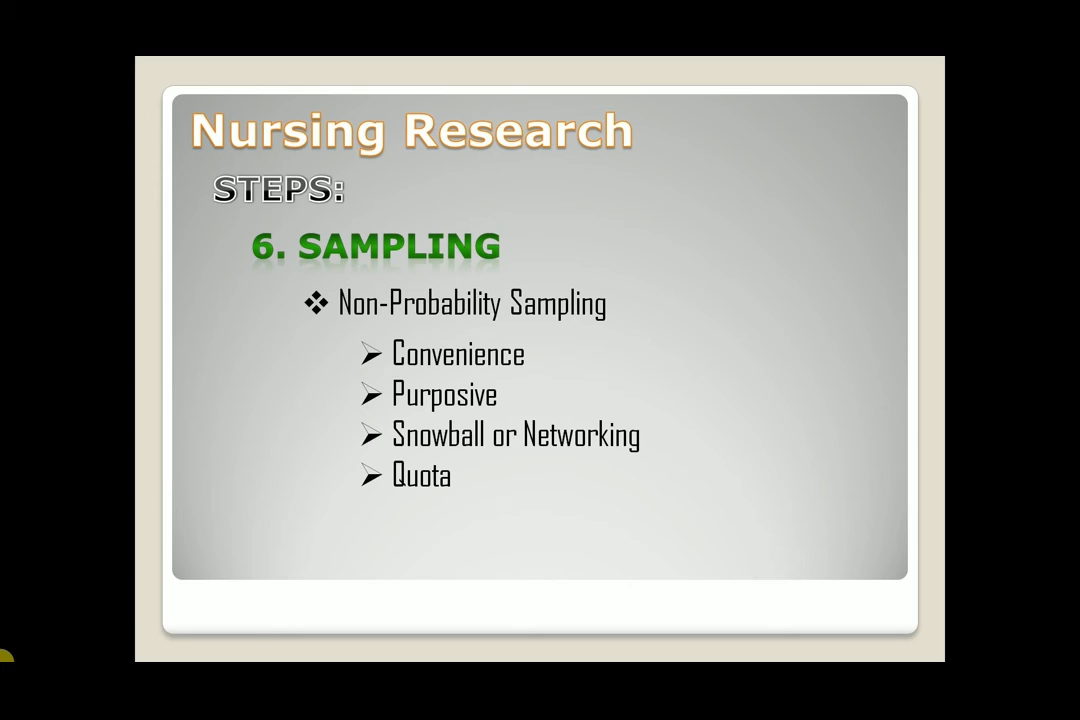 Nursing Research
STEPS:
6. SAMPLING
Non-Probability Sampling
Convenience
Purposive
Snowball or Networking
Quota